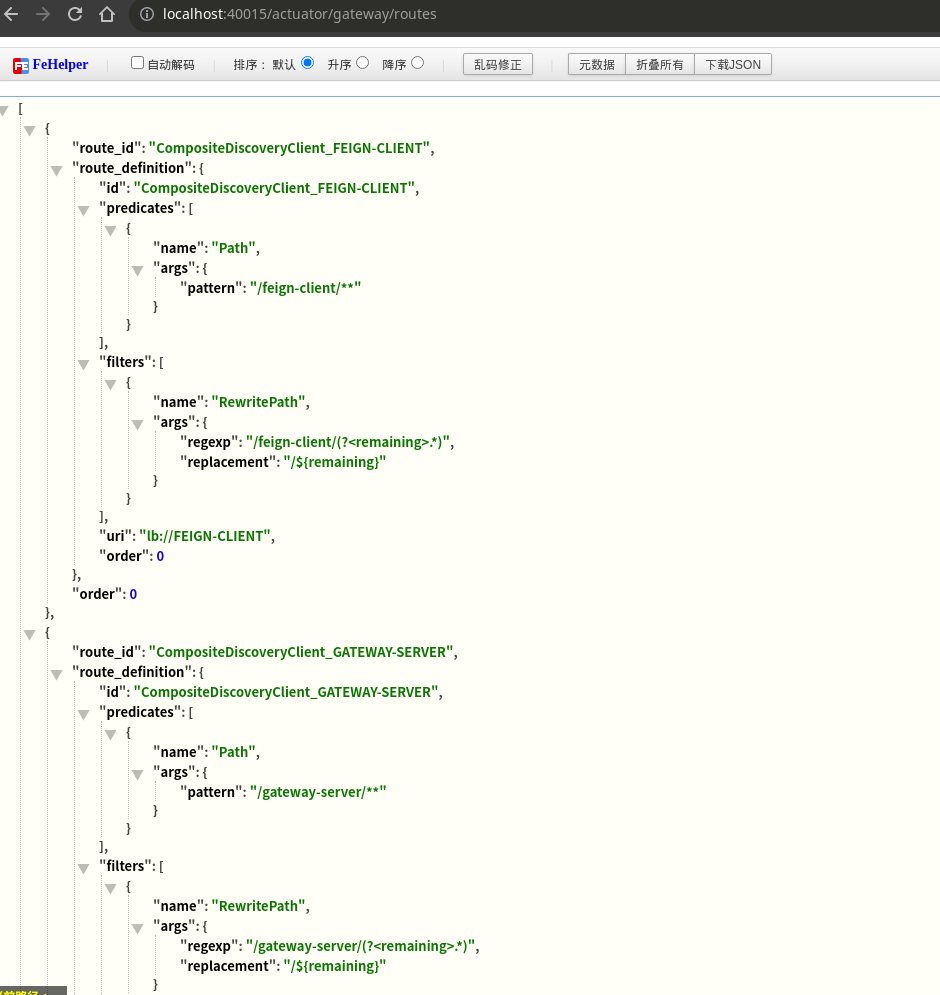 localhost:40015/actuator/gateway/routes
FE FeHelper 自动解码 排序： 默认 升序 降序 乱码修正 元数据 折叠所有 下载JSON
[
{
"route_id": "CompositeDiscoveryClient_FEIGN-CLIENT",
"route_definition": {
"id": "CompositeDiscoveryClient_FEIGN-CLIENT",
"predicates": [
{
"name": "Path",
"args": {
"pattern": "/feign-client/**"
}
}
],
"filters": [
{
"name": "RewritePath",
"args": {
"regexp": "/feign-client/(?<remaining>.*)",
"replacement": "/${remaining}"
}
}
],
"uri": "lb://FEIGN-CLIENT",
"order": 0
},
"order": 0
},
{
"route_id": "CompositeDiscoveryClient_GATEWAY-SERVER",
"route_definition": {
"id": "CompositeDiscoveryClient_GATEWAY-SERVER",
"predicates": [
{
"name": "Path",
"args": {
"pattern": "/gateway-server/**"
}
}
],
"filters": [
{
"name": "RewritePath",
"args": {
"regexp": "/gateway-server/(?<remaining>.*)",
"replacement": "/${remaining}"
}